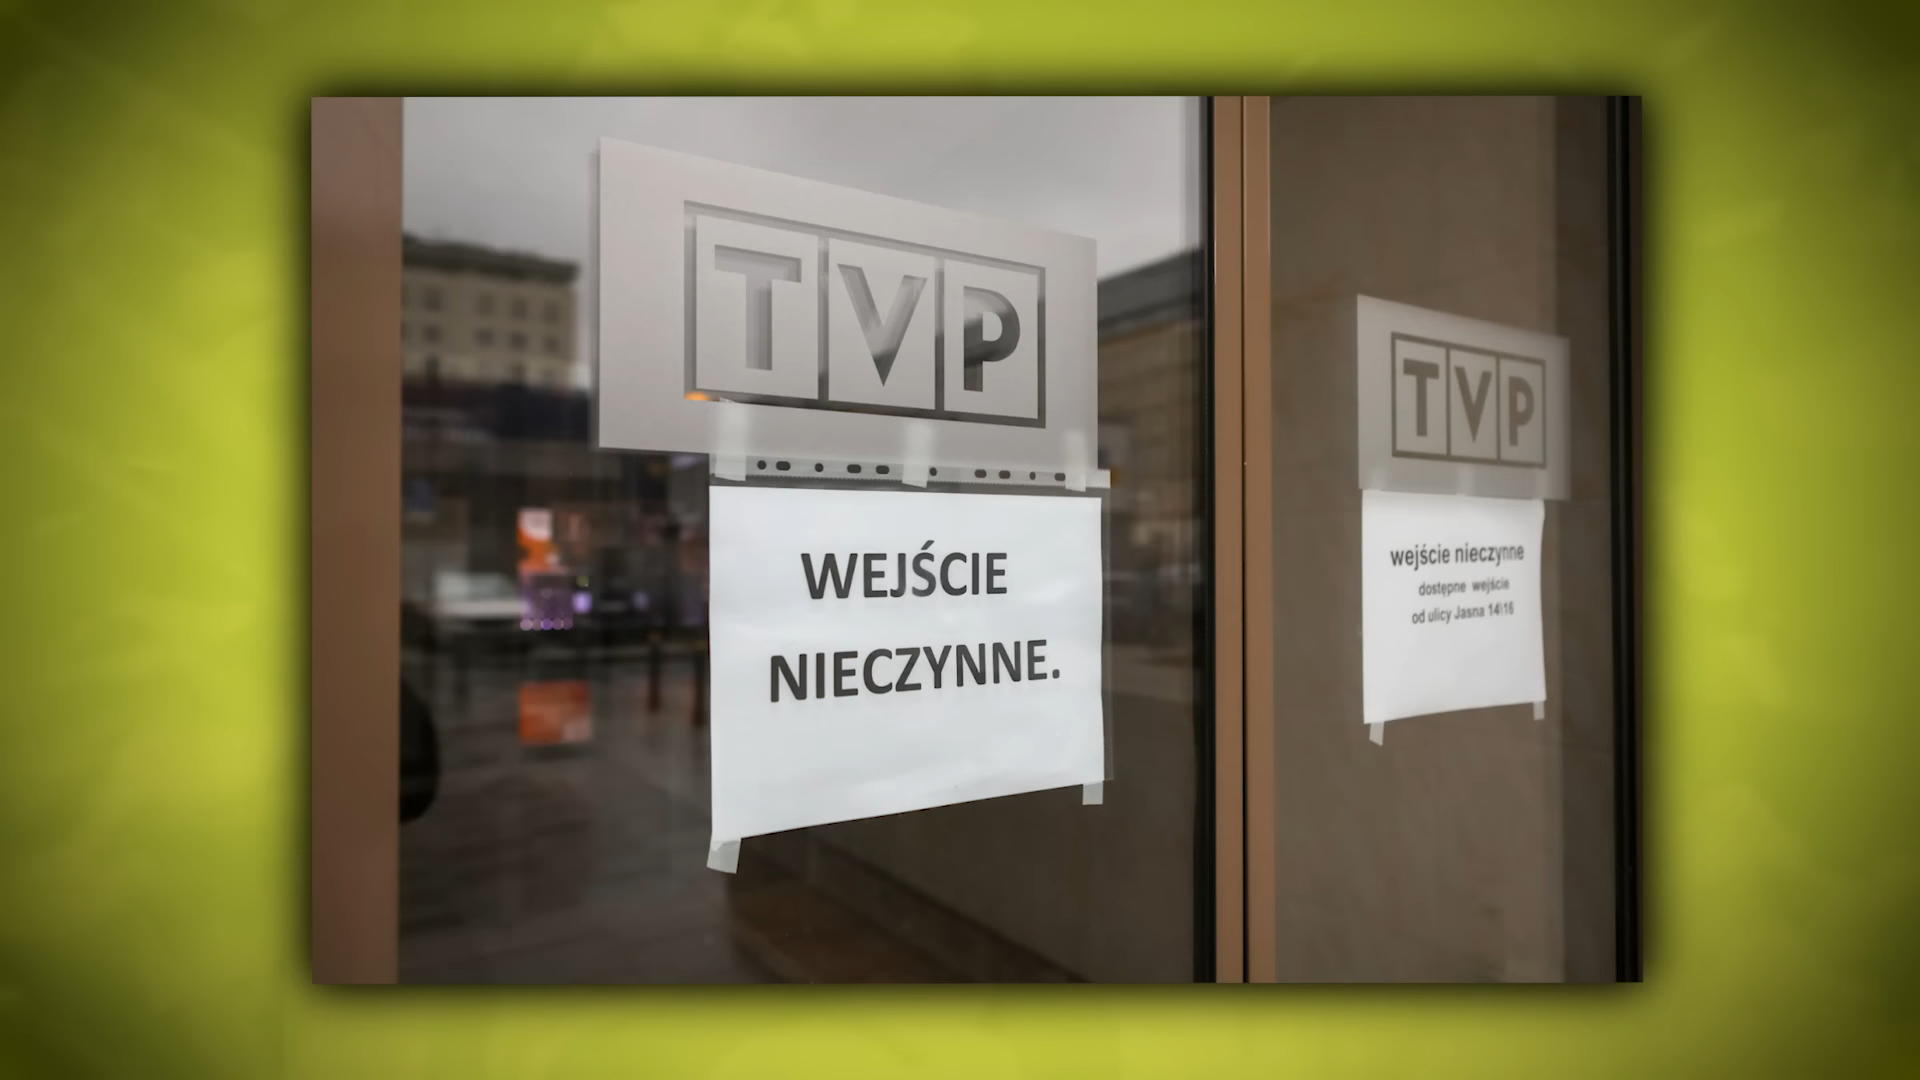 TVP
WEJŚCIE
NIECZYNNE.
TVP
wejście nieczynne
dostępne wejście
od ulicy Jasna 14\16